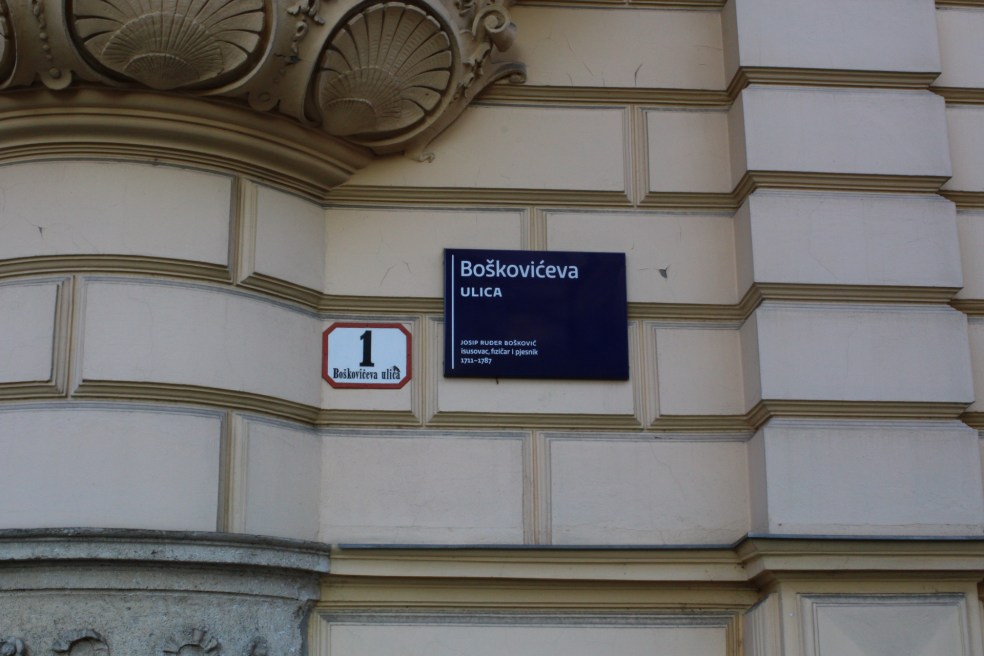 Boškovićeva
ULICA
JOSIP RUĐER BOŠKOVIĆ
Isusovac, fizičar i pjesnik
1711–1787
1
Boškovićeva ulica